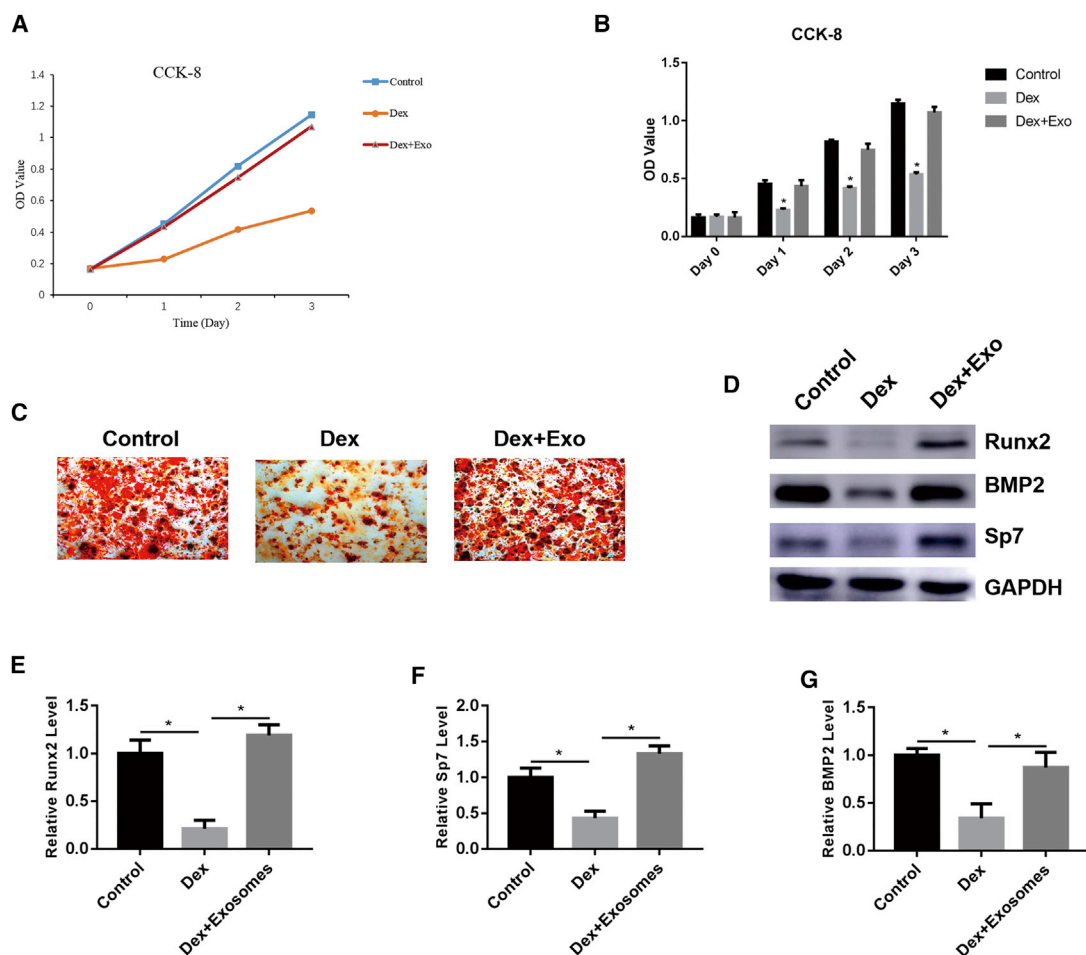 A
CCK-8
1.4
1.2
1
0.8
0.6
0.4
0.2
0
OD Value
0 1 2 3
Time (Day)
Control
Dex
Dex+Exo
B
CCK-8
1.5
1.0
0.5
0.0
OD Value
* * *
Day 0 Day 1 Day 2 Day 3
Control
Dex
Dex+Exo
C
Control Dex Dex+Exo
D
Control Dex Dex+Exo
Runx2
BMP2
Sp7
GAPDH
E
Relative Runx2 Level
1.5
1.0
0.5
0.0
* *
Control Dex Dex+Exosomes
F
Relative Sp7 Level
2.0
1.5
1.0
0.5
0.0
* *
Control Dex Dex+Exosomes
G
Relative BMP2 Level
1.5
1.0
0.5
0.0
* *
Control Dex Dex+Exosomes